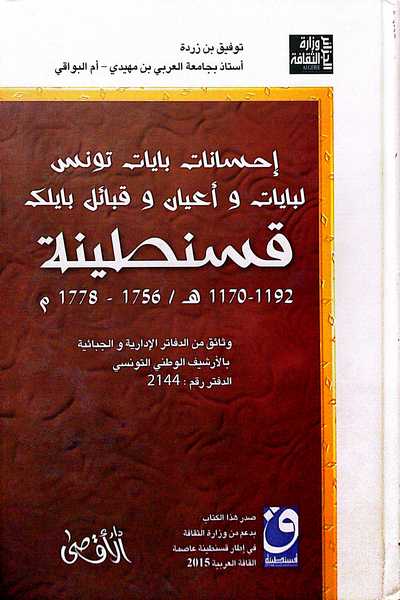 توفيق بن زردة
أستاذ بجامعة العربي بن مهيدي - أم البواقي
وزارة
الثقافة
إحسانات بايات تونس
لبايات و أعيان و قبائل بايلك
قسنطينة
1170-1192 هـ / 1756 - 1778 م
وثائق من الدفاتر الإدارية و الجبائية
بالأرشيف الوطني التونسي
الدفتر رقم : 2144
صدر هذا الكتاب
بدعم من وزارة الثقافة
في إطار قسنطينة عاصمة
الثقافة العربية 2015
قسنطينة
دار
الأقصى